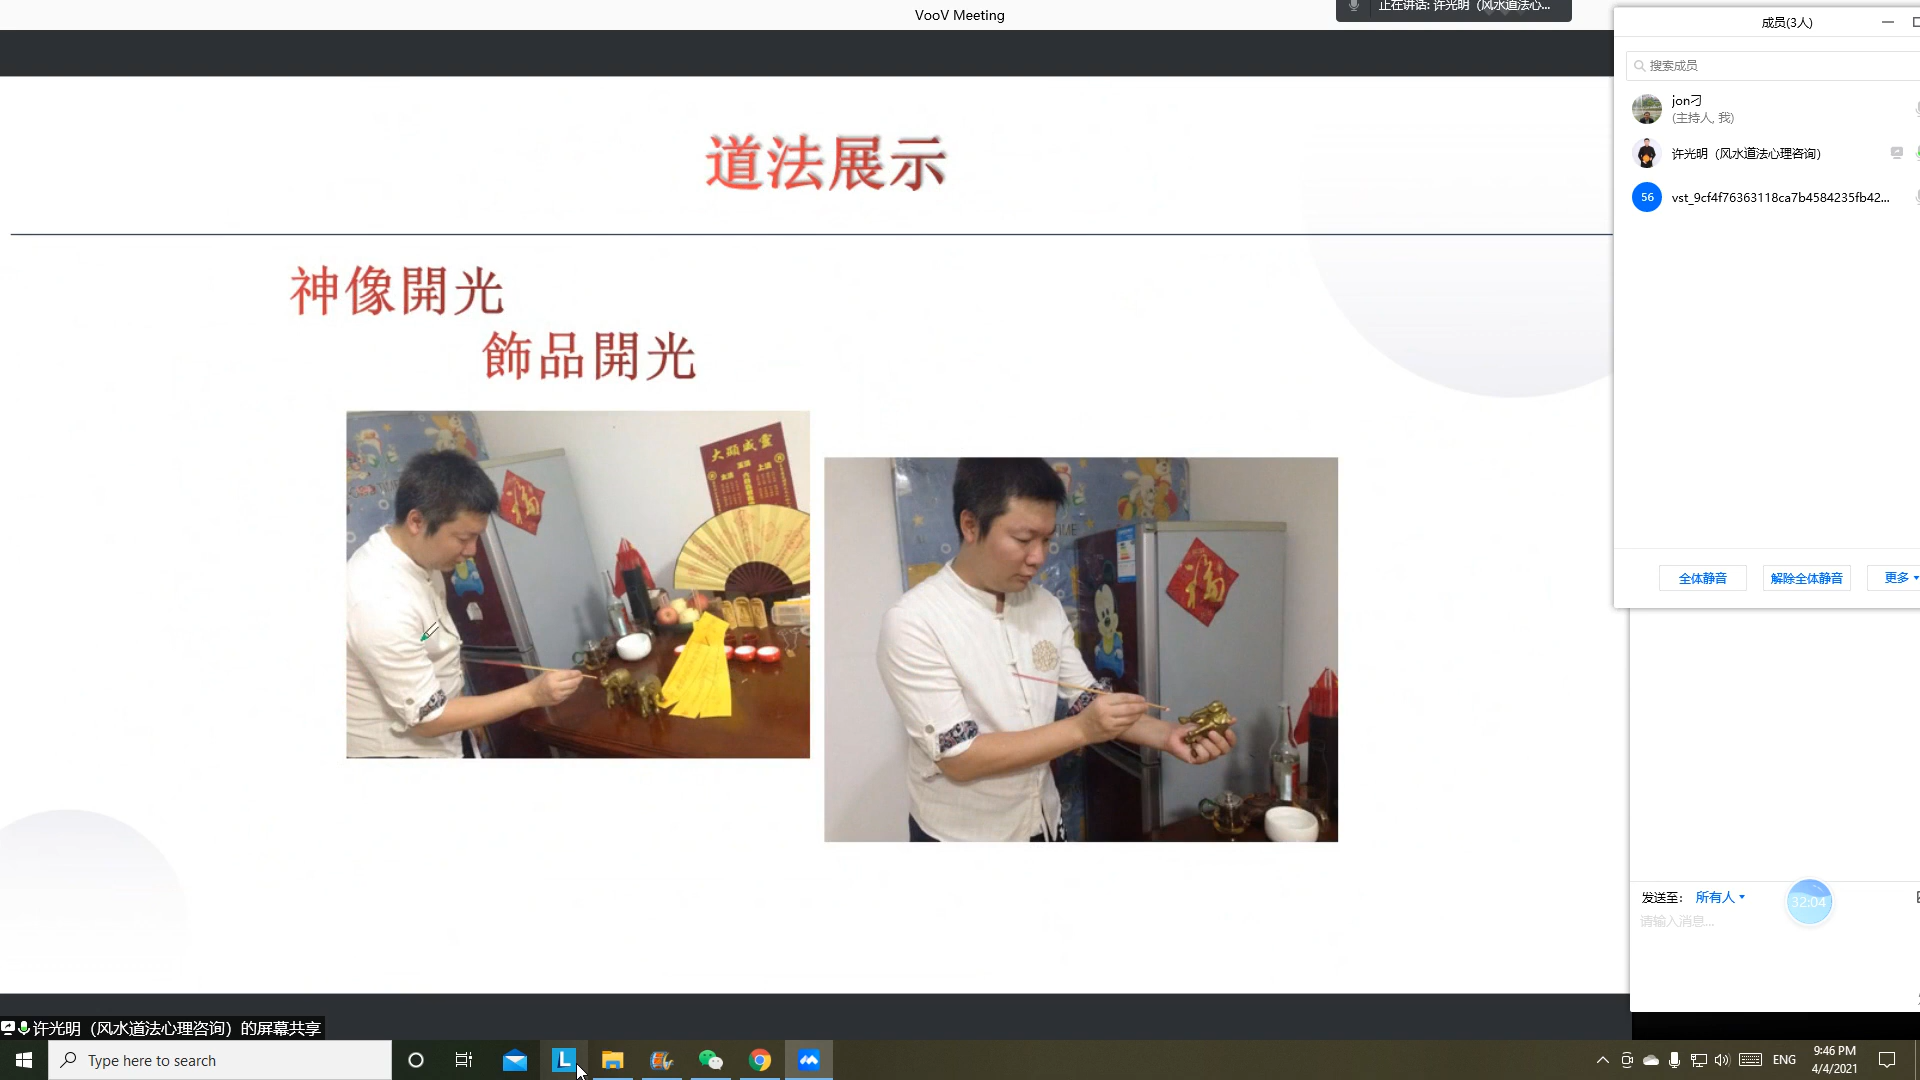 VooV Meeting
正在讲话: 许光明（风水道法心...
成员(3人)
搜索成员
jon刁
(主持人, 我)
许光明（风水道法心理咨询）
56
vst_9cf4f76363118ca7b4584235fb42...
道法展示
神像開光
飾品開光
大顯威靈
福
福
全体静音
解除全体静音
更多
发送至:
所有人
32:04
请输入消息...
许光明（风水道法心理咨询）的屏幕共享
Type here to search
L
ENG
9:46 PM
4/4/2021